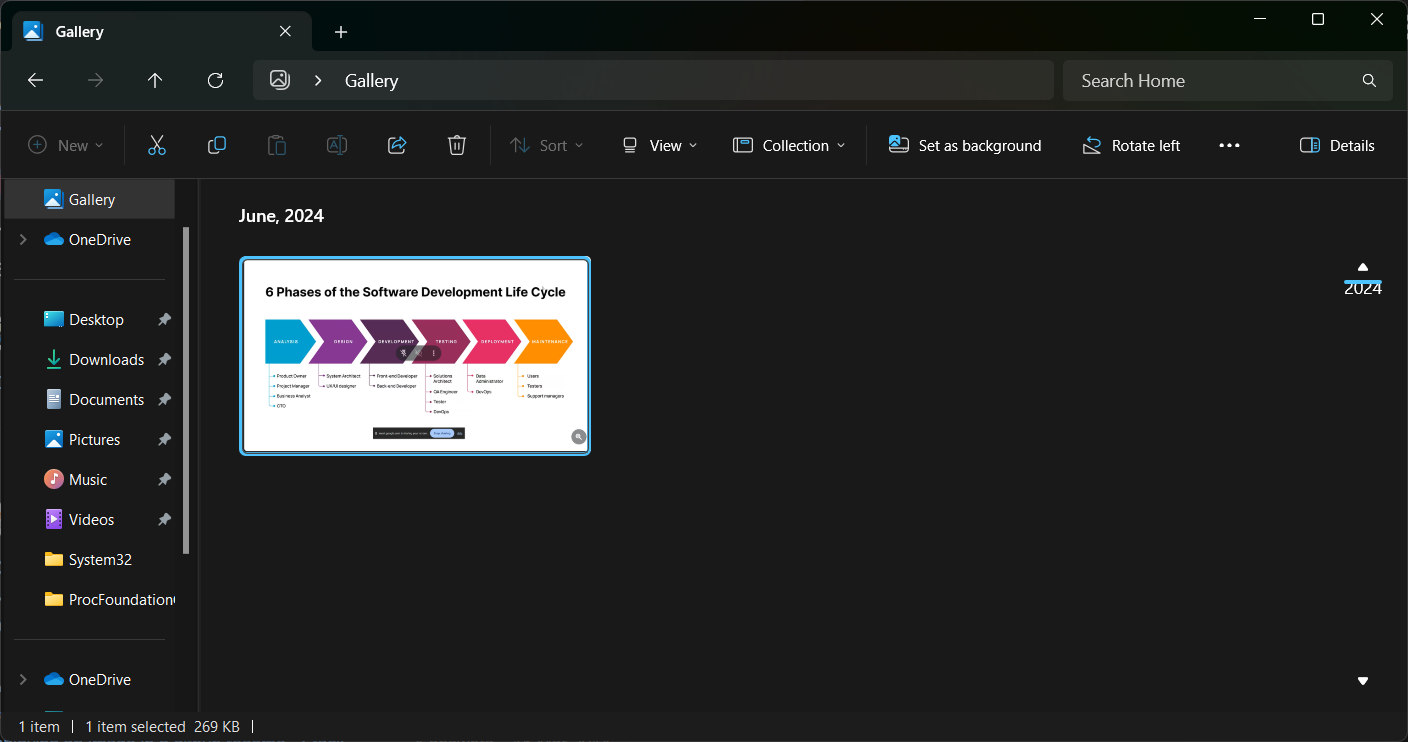 Gallery
Gallery
Search Home
New
Sort
View
Collection
Set as background
Rotate left
Details
Gallery
OneDrive
Desktop
Downloads
Documents
Pictures
Music
Videos
System32
ProcFoundation
OneDrive
June, 2024
6 Phases of the Software Development Life Cycle
ANALYSIS
DESIGN
DEVELOPMENT
TESTING
DEPLOYMENT
MAINTENANCE
Product Owner
Project Manager
Business Analyst
CTO
System Architect
UX/UI designer
Front-end Developer
Back-end Developer
Solutions
Architect
QA Engineer
Tester
DevOps
Data
Administrator
DevOps
Users
Testers
Support managers
2024
1 item
1 item selected 269 KB